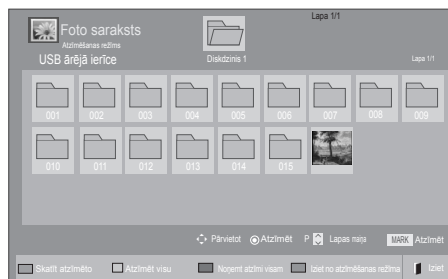 Lapa 1/1
Foto saraksts
Atzīmēšanas režīms
USB ārējā ierīce
Diskdzinis 1
Lapa 1/1
001 002 003 004 005 006 007 008 009
010 011 012 013 014 015
Pārvietot Atzīmēt P Lapas maiņa MARK Atzīmēt
Skatīt atzīmēto Atzīmēt visu Noņemt atzīmi visam Iziet no atzīmēšanas režīma Iziet